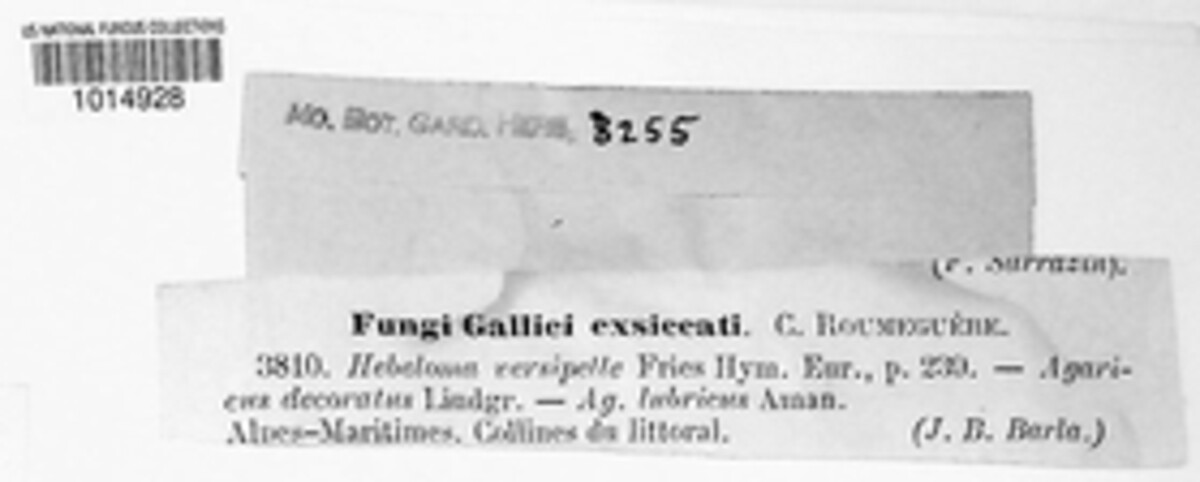 US NATIONAL FUNGUS COLLECTIONS
1014928
MO. BOT. GARD. HERB. 3255
(F. Sarrazin).
Fungi Gallici exsiccati. C. ROUMEGUÈRE.
3810. Hebeloma versipelle Fries Hym. Eur., p. 239. — Agari-
cus decoratus Lindgr. — Ag. lubricus Aman.
Alpes-Maritimes. Collines du littoral. (J. B. Barla.)